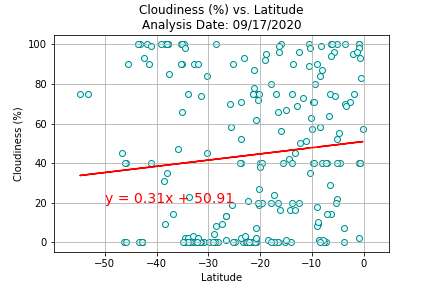 Cloudiness (%) vs. Latitude
Analysis Date: 09/17/2020
100
80
60
40
20
0
Cloudiness (%)
y = 0.31x + 50.91
−50 −40 −30 −20 −10 0
Latitude